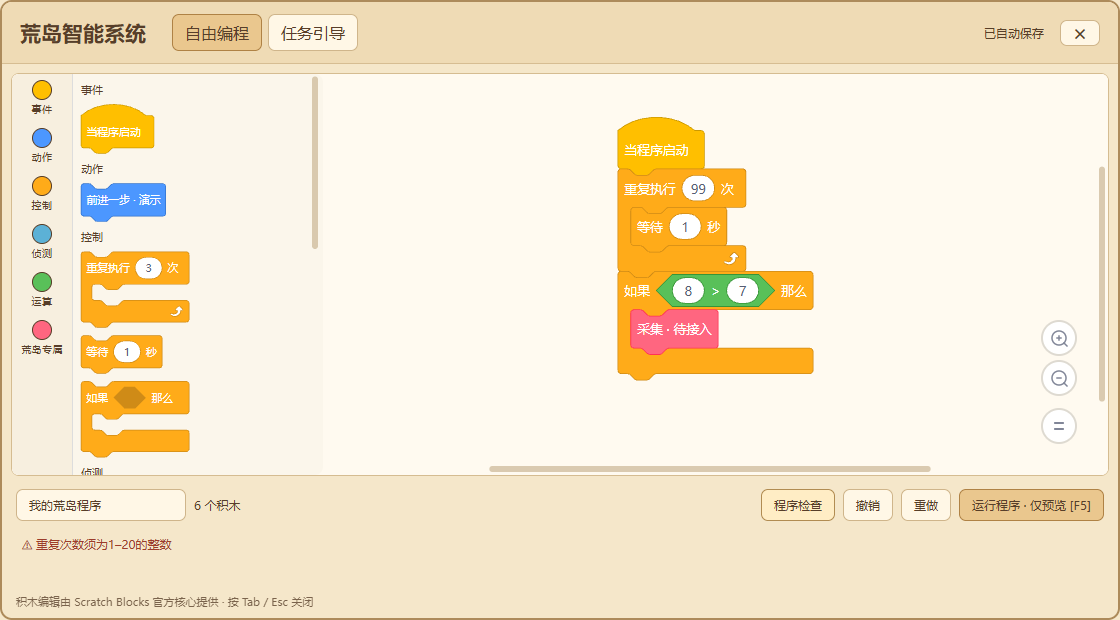 荒岛智能系统
自由编程
任务引导
已自动保存
事件
动作
控制
侦测
运算
荒岛专属
事件
当程序启动
动作
前进一步 · 演示
控制
重复执行 3 次
等待 1 秒
如果 那么
侦测
当程序启动
重复执行 99 次
等待 1 秒
如果 8 > 7 那么
采集 · 待接入
我的荒岛程序
6 个积木
程序检查
撤销
重做
运行程序 · 仅预览 [F5]
⚠ 重复次数须为1–20的整数
积木编辑由 Scratch Blocks 官方核心提供 · 按 Tab / Esc 关闭